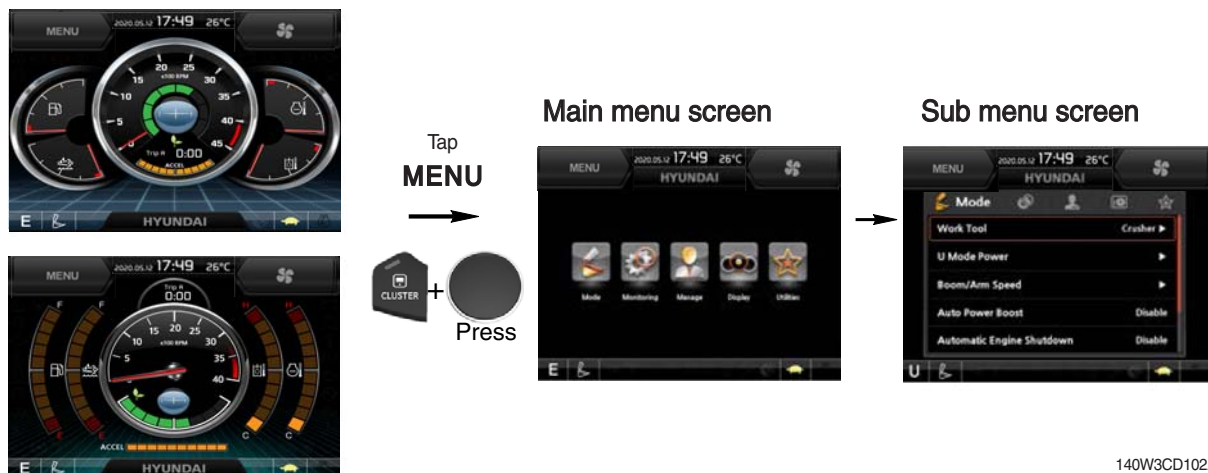 MENU
2020.05.12 17:49 26°C
20 25
15 x100 RPM 30
10 35
5 40
0 45
Trip A 0:00
ACCEL
E HYUNDAI
MENU
2020.05.12 17:49 26°C
Trip A
0:00
F F H H
15 20 25
10 x100 RPM 30
5 35
0 40
E E C C
ACCEL
E HYUNDAI
Tap
MENU
CLUSTER
+
Press
Main menu screen
MENU
2020.05.12 17:49 26°C
HYUNDAI
Mode Monitoring Manage Display Utilities
E
Sub menu screen
MENU
2020.05.12 17:49 26°C
HYUNDAI
Mode
Work Tool Crusher
U Mode Power
Boom/Arm Speed
Auto Power Boost Disable
Automatic Engine Shutdown Disable
U
140W3CD102